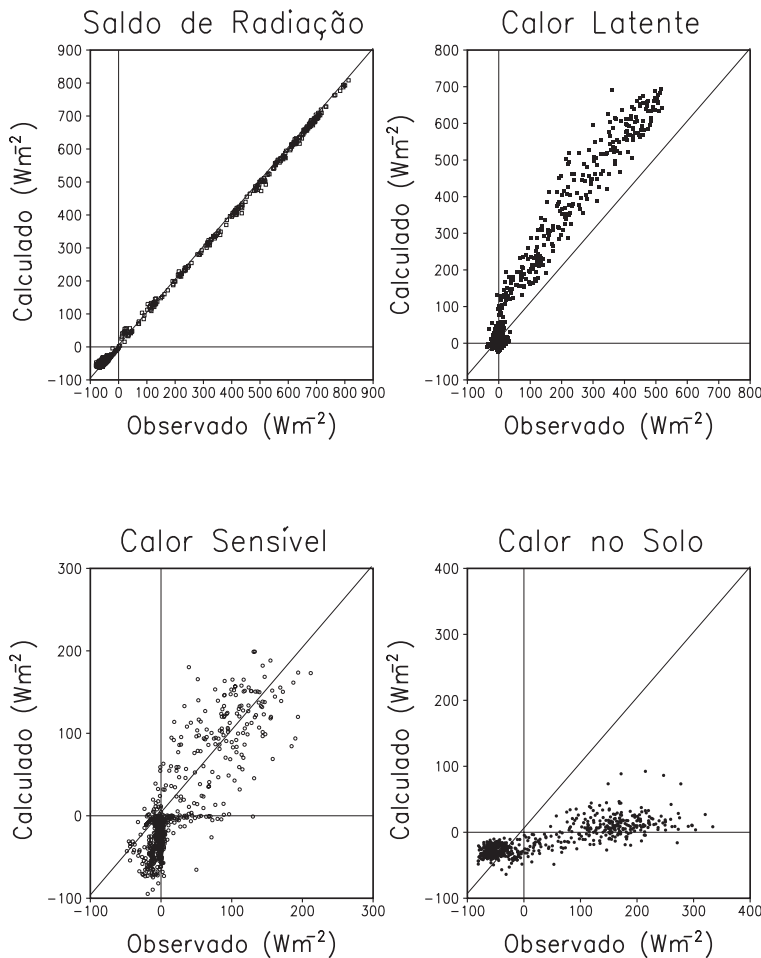 Saldo de Radiação
900
800
700
600
500
400
300
200
100
0
-100
-100 0 100 200 300 400 500 600 700 800 900
Calculado (Wm⁻²)
Observado (Wm⁻²)
Calor Latente
800
700
600
500
400
300
200
100
0
-100
-100 0 100 200 300 400 500 600 700 800
Calculado (Wm⁻²)
Observado (Wm⁻²)
Calor Sensível
300
200
100
0
-100
-100 0 100 200 300
Calculado (Wm⁻²)
Observado (Wm⁻²)
Calor no Solo
400
300
200
100
0
-100
-100 0 100 200 300 400
Calculado (Wm⁻²)
Observado (Wm⁻²)